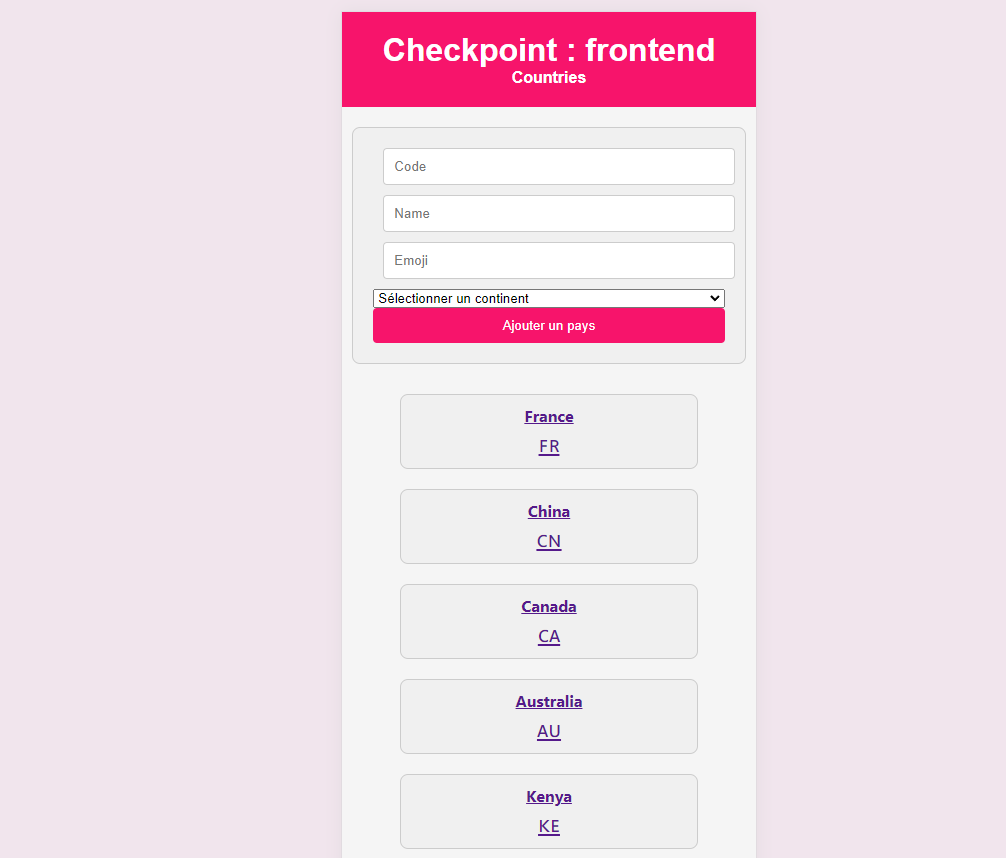 Checkpoint : frontend
Countries
Code
Name
Emoji
Sélectionner un continent
Ajouter un pays
France
FR
China
CN
Canada
CA
Australia
AU
Kenya
KE